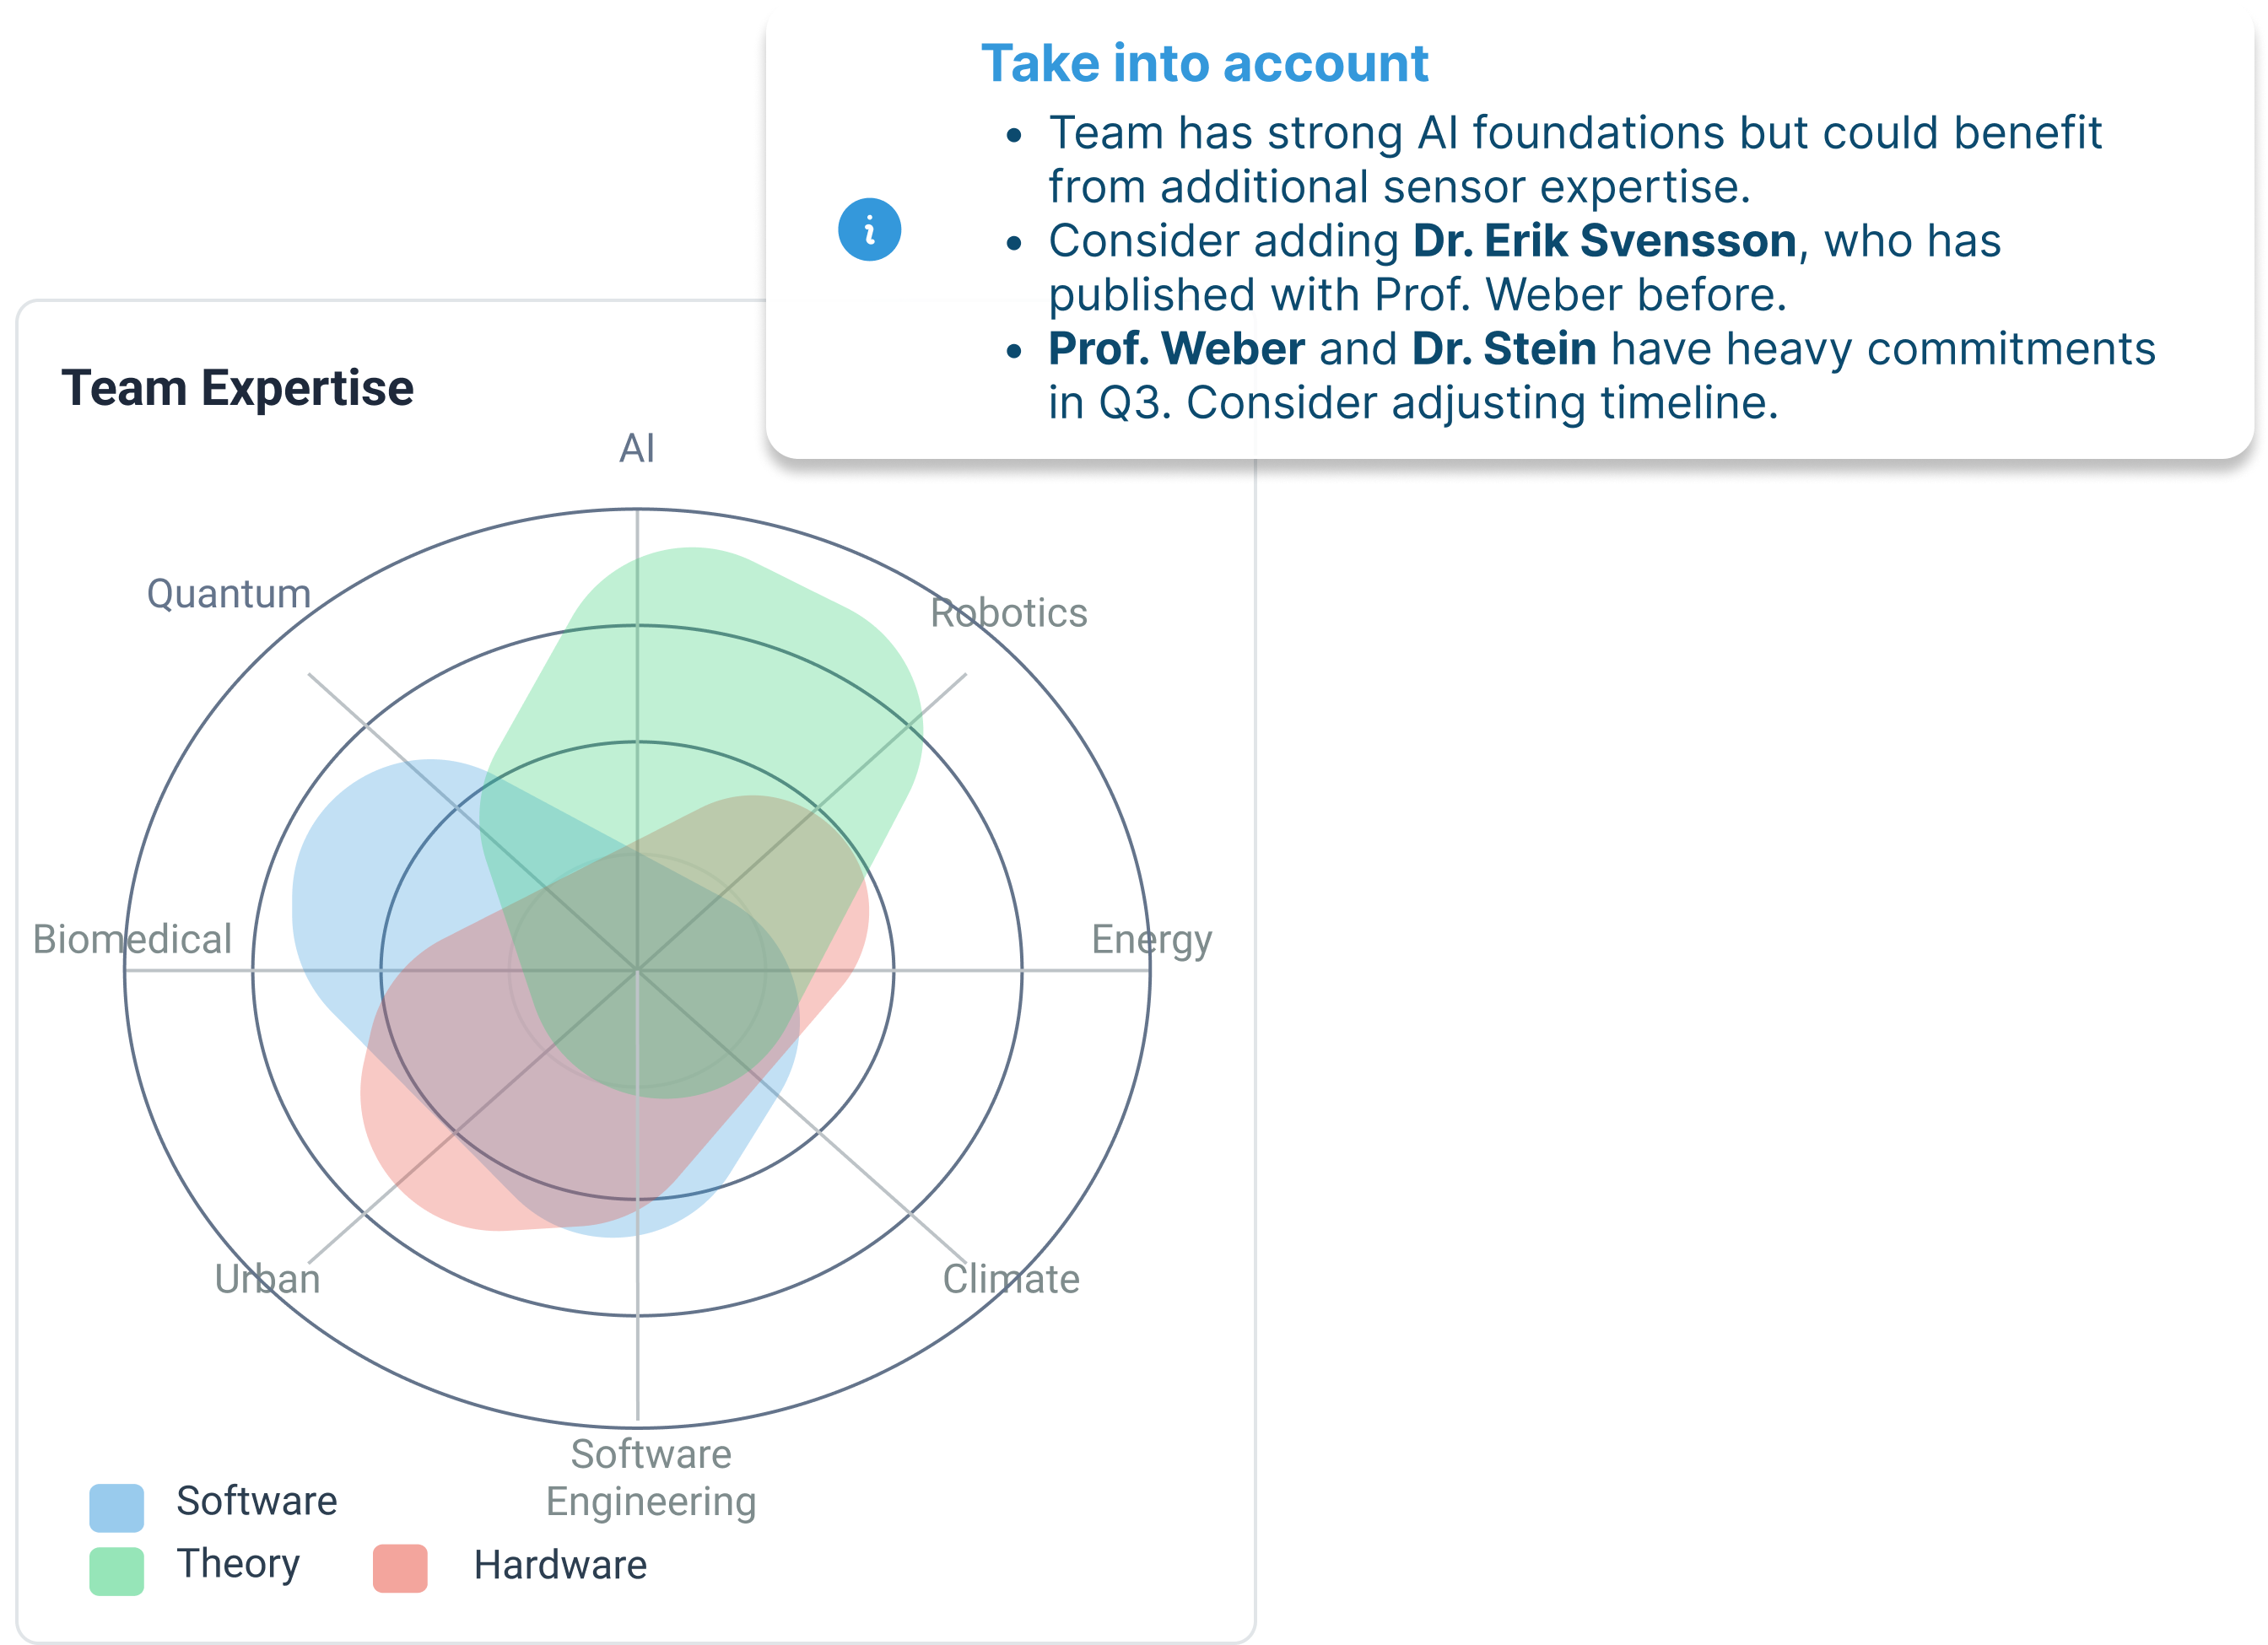 Take into account
• Team has strong AI foundations but could benefit
from additional sensor expertise.
• Consider adding Dr. Erik Svensson, who has
published with Prof. Weber before.
• Prof. Weber and Dr. Stein have heavy commitments
in Q3. Consider adjusting timeline.
Team Expertise
AI
Quantum
Robotics
Biomedical
Energy
Urban
Climate
Software
Engineering
Software
Theory
Hardware